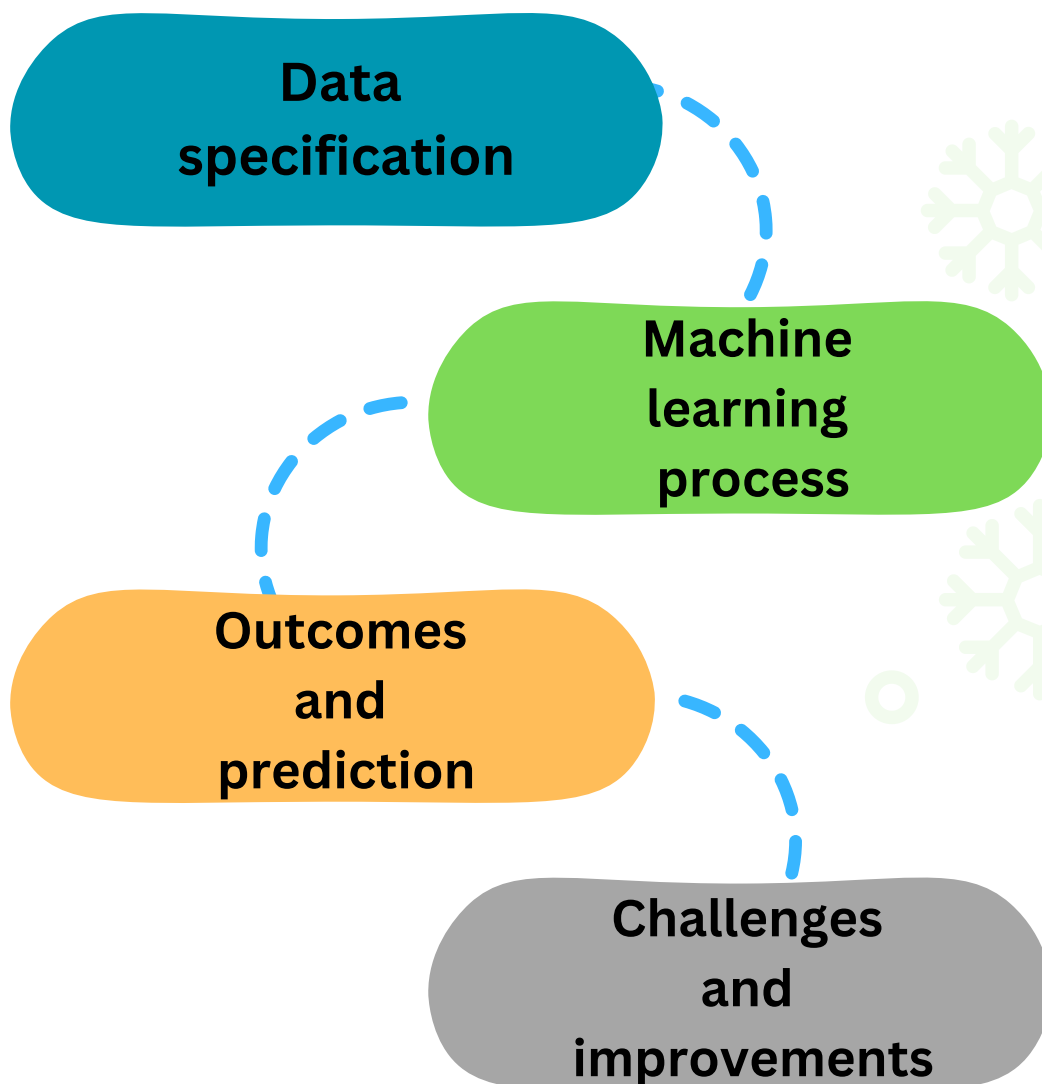 Data
specification
Machine
learning
process
Outcomes
and
prediction
Challenges
and
improvements